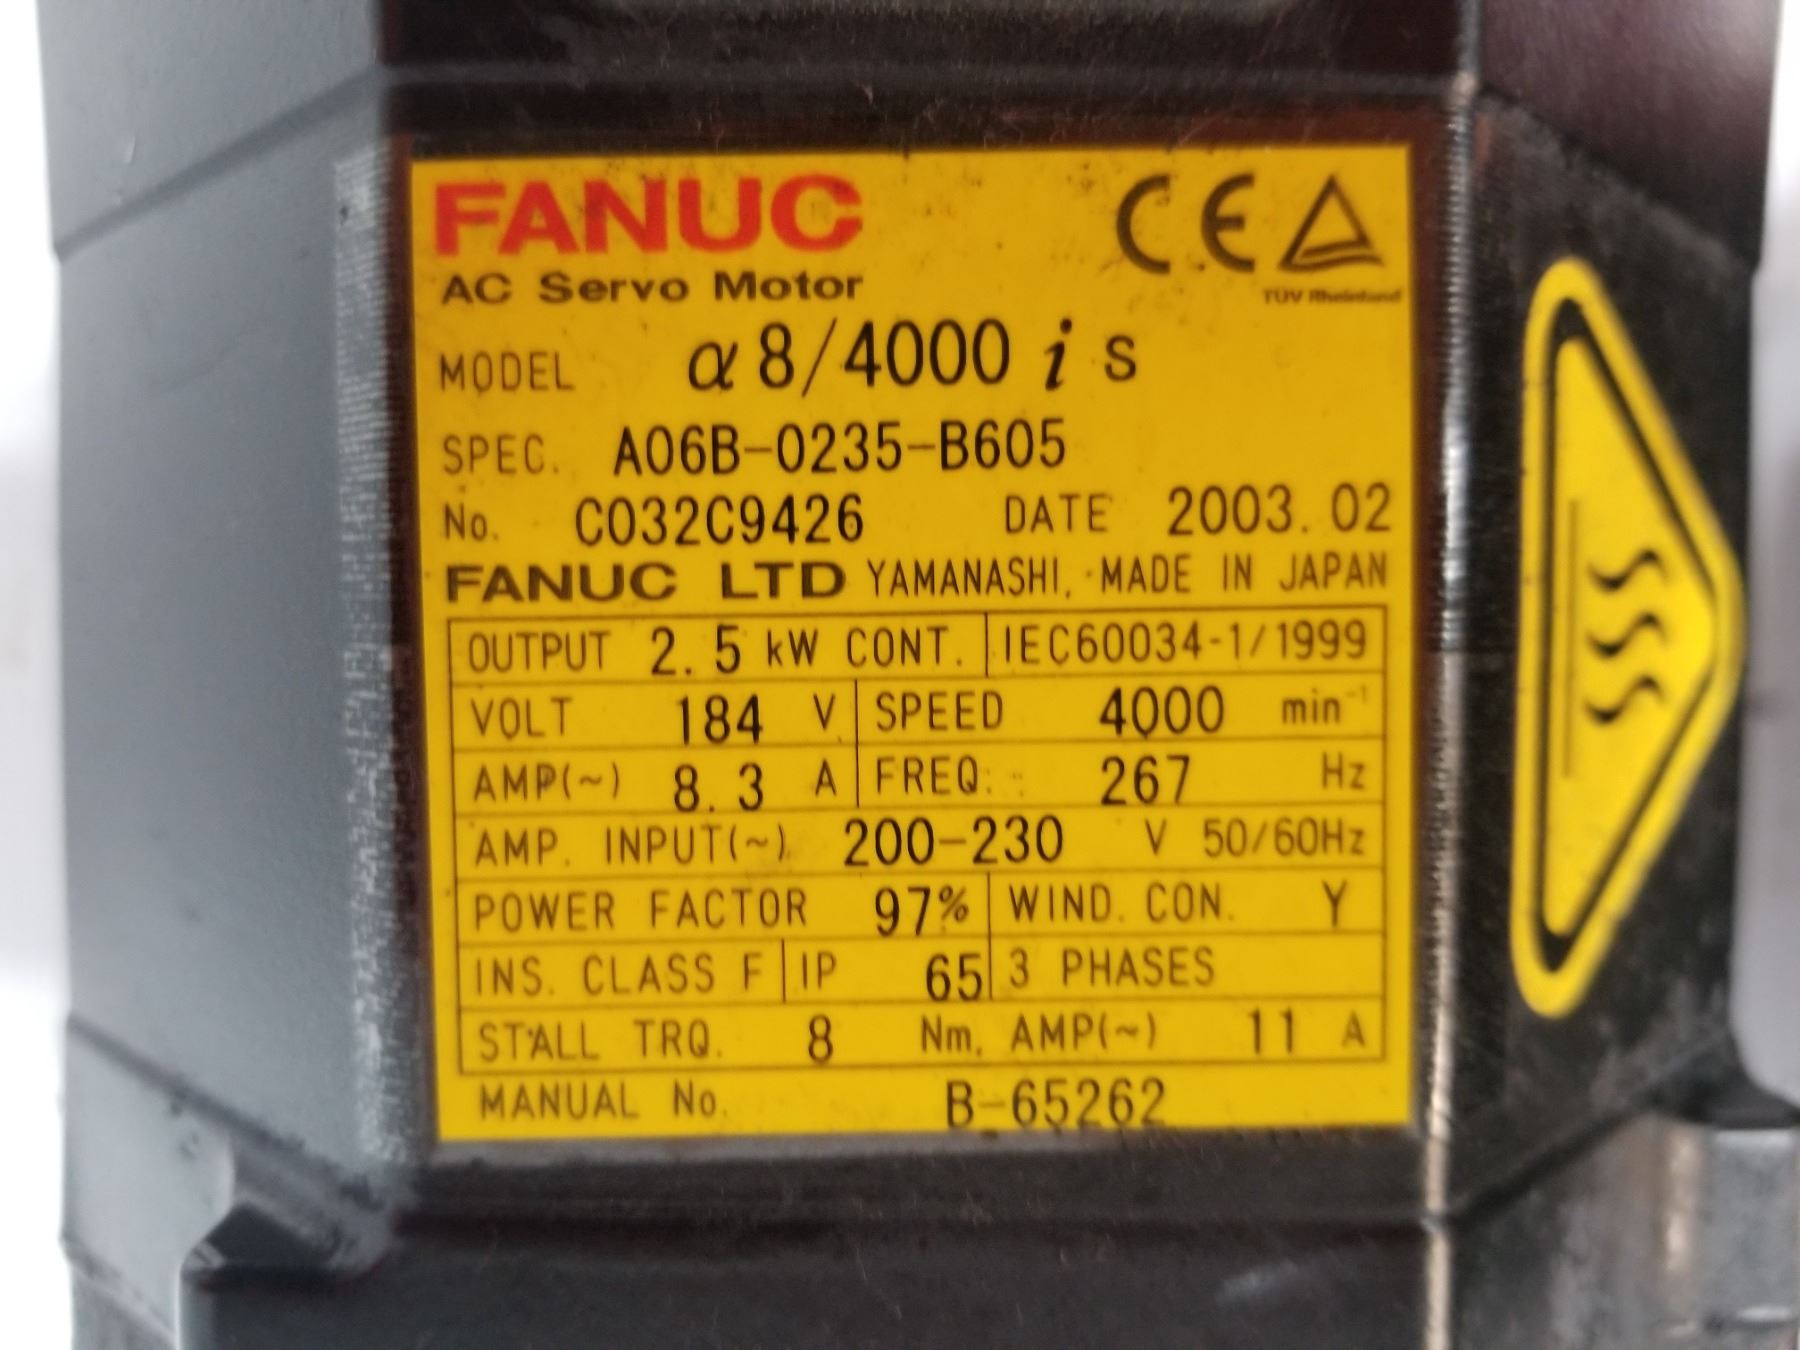 FANUC CE
AC Servo Motor TÜV Rheinland
MODEL α8/4000 i s
SPEC. A06B-0235-B605
No. C032C9426 DATE 2003.02
FANUC LTD YAMANASHI, MADE IN JAPAN
OUTPUT 2.5 kW CONT. IEC60034-1/1999
VOLT 184 V SPEED 4000 min⁻¹
AMP(~) 8.3 A FREQ. 267 Hz
AMP. INPUT(~) 200-230 V 50/60Hz
POWER FACTOR 97% WIND. CON. Y
INS. CLASS F IP 65 3 PHASES
STALL TRQ. 8 Nm. AMP(~) 11 A
MANUAL No. B-65262